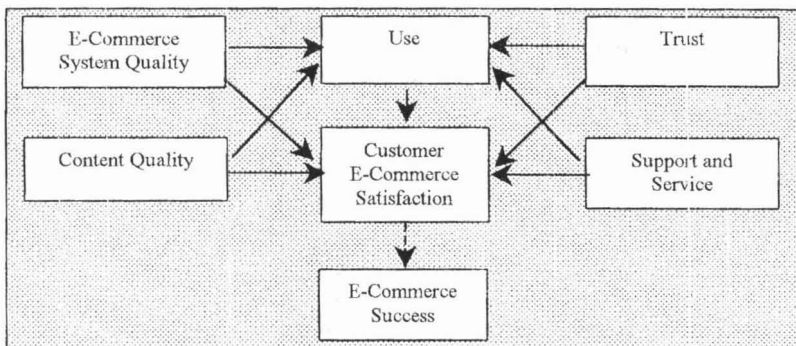 E-Commerce
System Quality
Use
Trust
Content Quality
Customer
E-Commerce
Satisfaction
Support and
Service
E-Commerce
Success